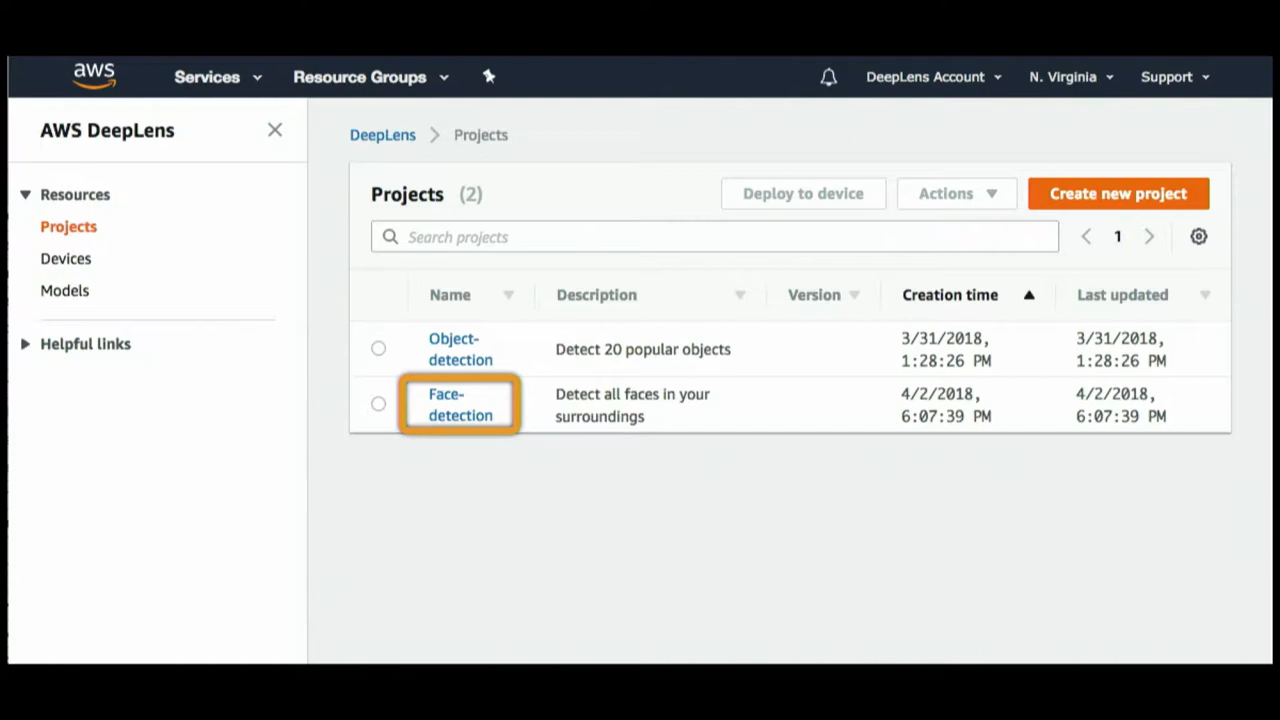 aws
Services
Resource Groups
DeepLens Account
N. Virginia
Support
AWS DeepLens
Resources
Projects
Devices
Models
Helpful links
DeepLens
Projects
Projects (2)
Deploy to device
Actions
Create new project
Search projects
1
Name
Description
Version
Creation time
Last updated
Object-
detection
Detect 20 popular objects
3/31/2018,
1:28:26 PM
3/31/2018,
1:28:26 PM
Face-
detection
Detect all faces in your
surroundings
4/2/2018,
6:07:39 PM
4/2/2018,
6:07:39 PM